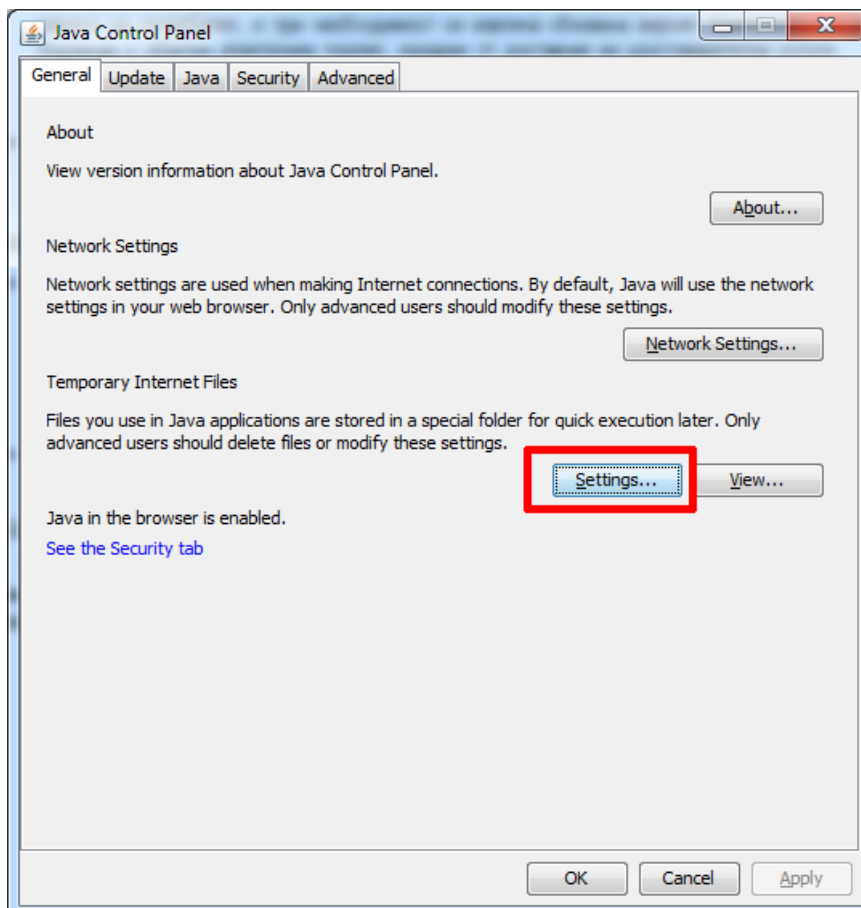 Java Control Panel
General Update Java Security Advanced
About
View version information about Java Control Panel.
About...
Network Settings
Network settings are used when making Internet connections. By default, Java will use the network
settings in your web browser. Only advanced users should modify these settings.
Network Settings...
Temporary Internet Files
Files you use in Java applications are stored in a special folder for quick execution later. Only
advanced users should delete files or modify these settings.
Settings... View...
Java in the browser is enabled.
See the Security tab
OK Cancel Apply